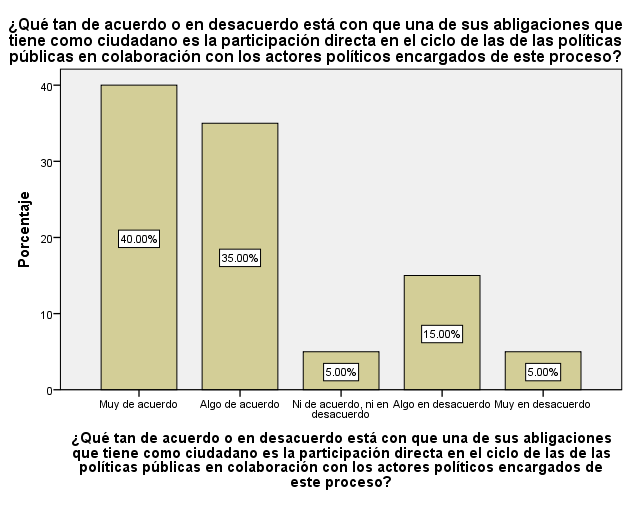 ¿Qué tan de acuerdo o en desacuerdo está con que una de sus abligaciones que
tiene como ciudadano es la participación directa en el ciclo de las de las políticas
públicas en colaboración con los actores políticos encargados de este proceso?
40
30
20
10
0
Porcentaje
40.00%
35.00%
5.00%
15.00%
5.00%
Muy de acuerdo
Algo de acuerdo
Ni de acuerdo, ni en
desacuerdo
Algo en desacuerdo
Muy en desacuerdo
¿Qué tan de acuerdo o en desacuerdo está con que una de sus abligaciones
que tiene como ciudadano es la participación directa en el ciclo de las de las
políticas públicas en colaboración con los actores políticos encargados de
este proceso?